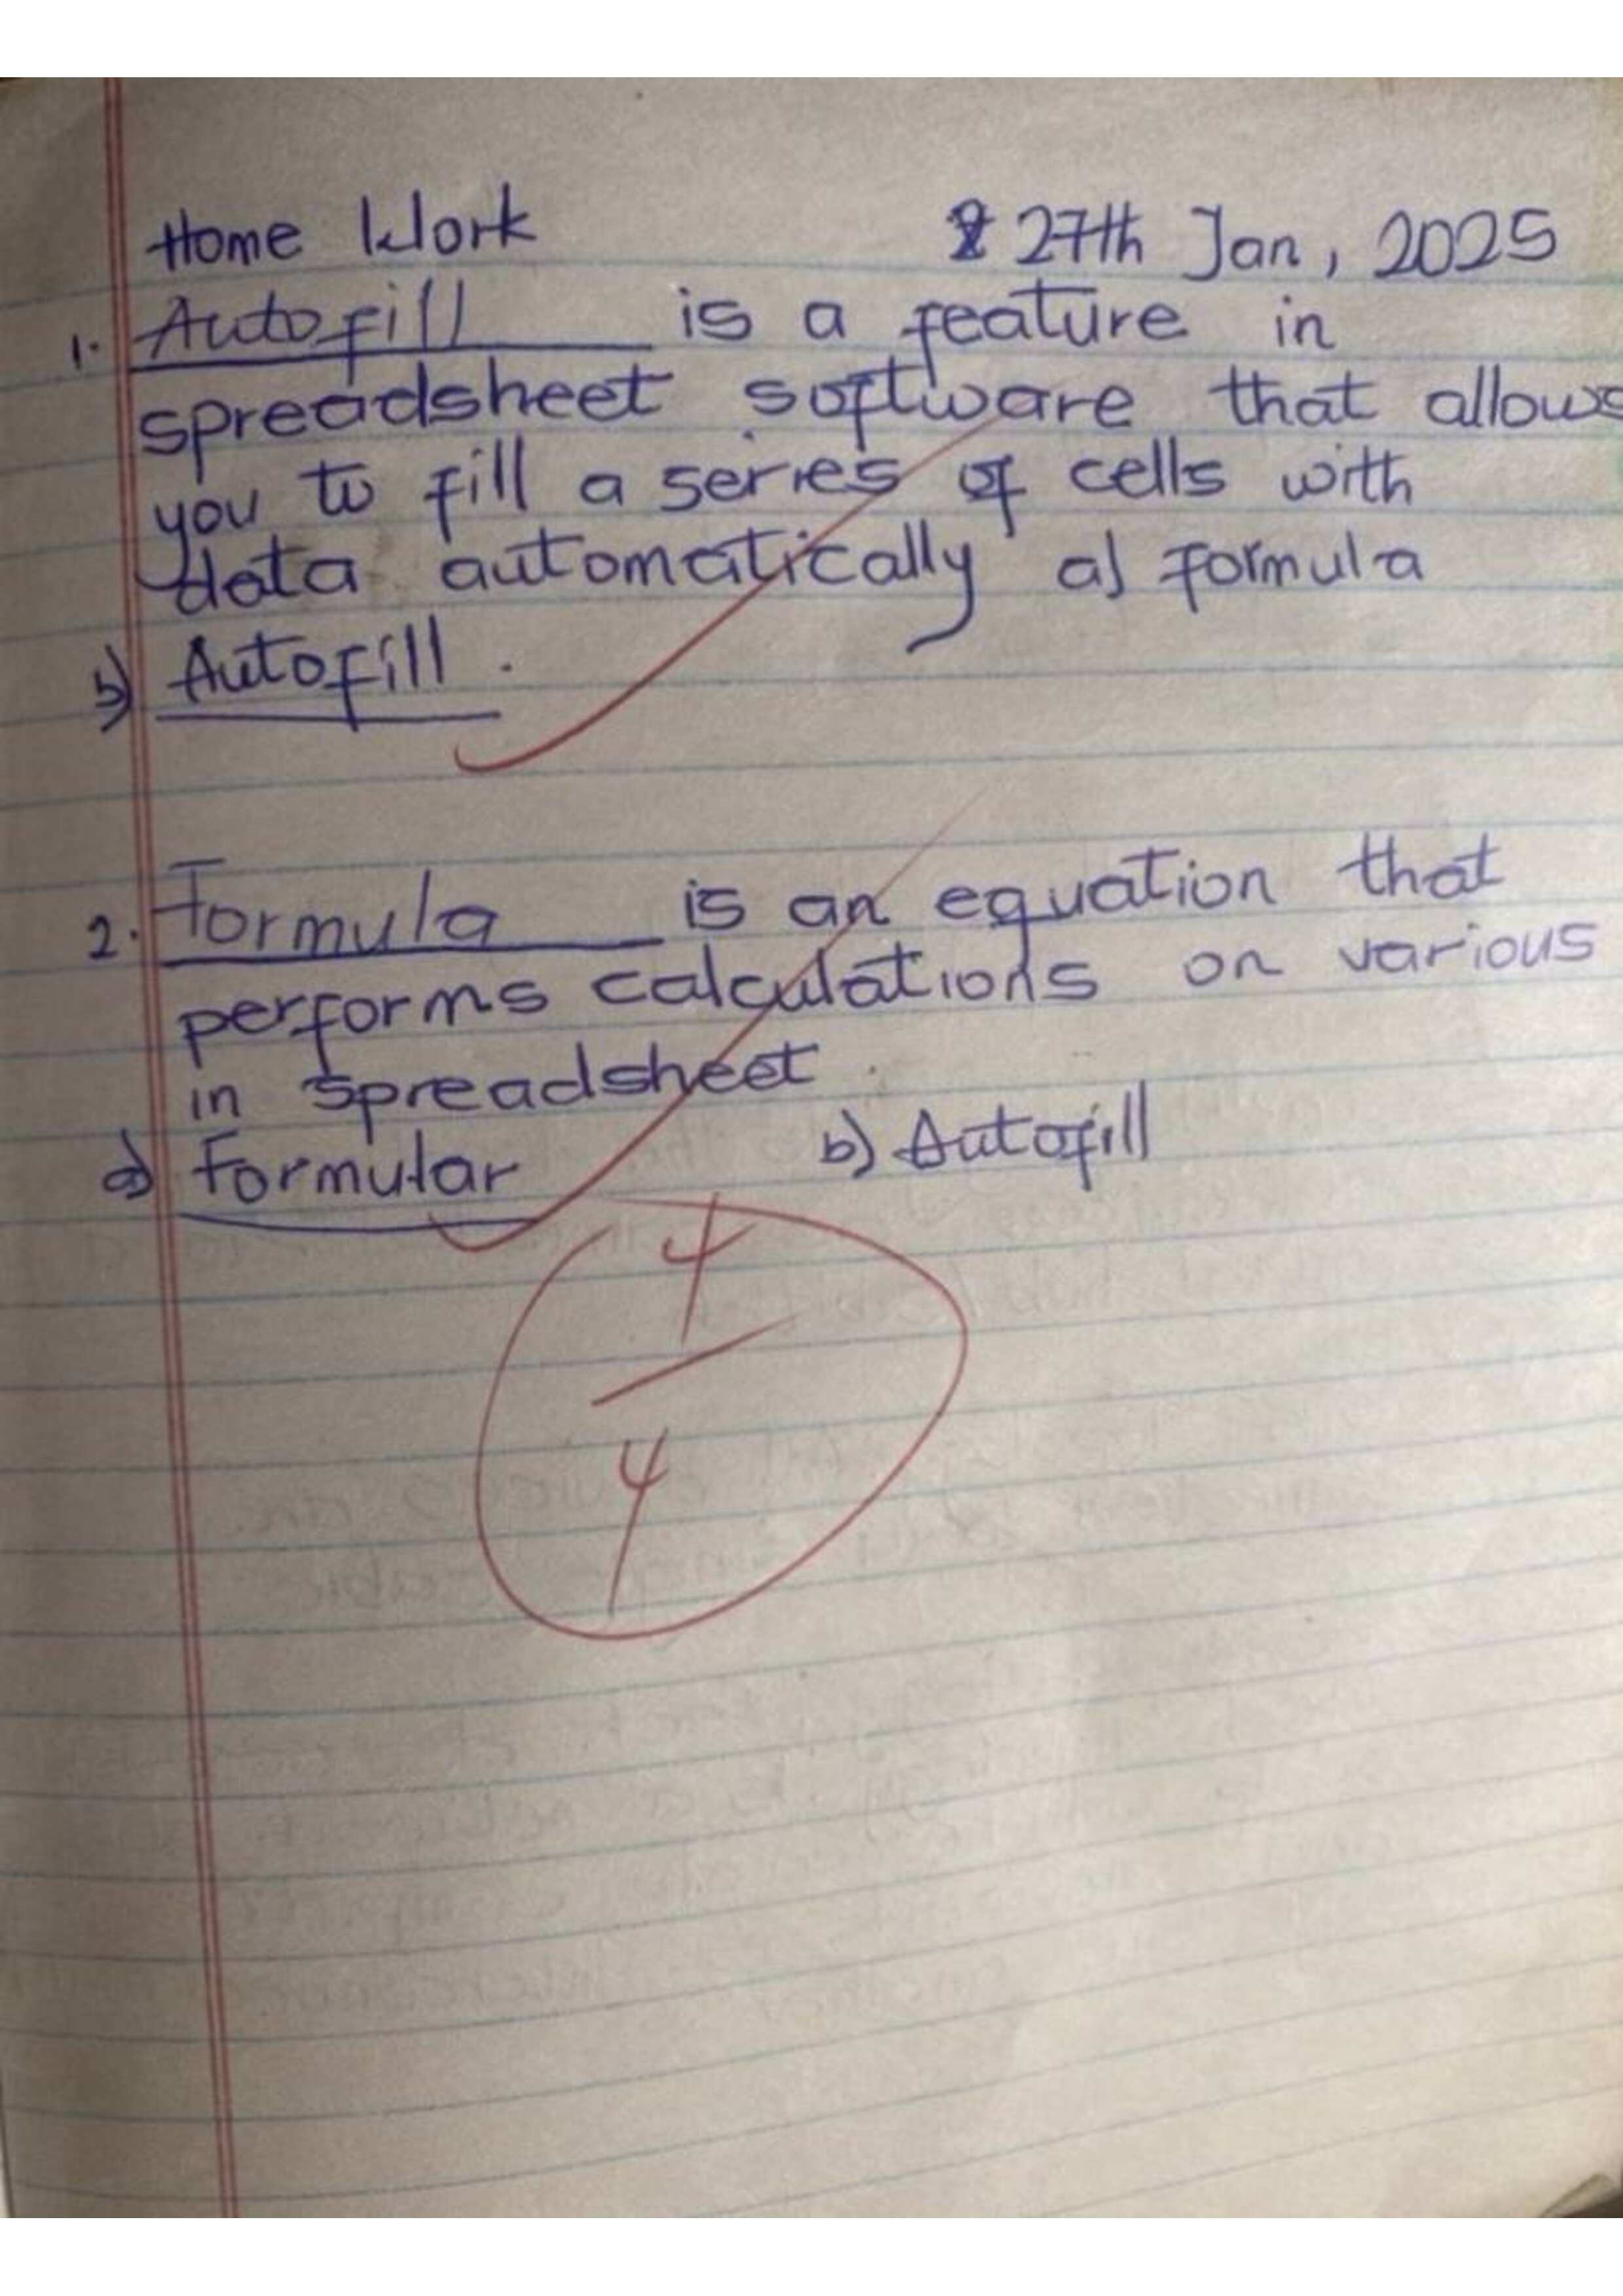 Home Work 27th Jan, 2025
1. Autofill is a feature in
spreadsheet software that allows
you to fill a series of cells with
data automatically a) formula
b) Autofill.
2. Formula is an equation that
performs calculations on various
in spreadsheet.
a) formular b) Autofill
4
4